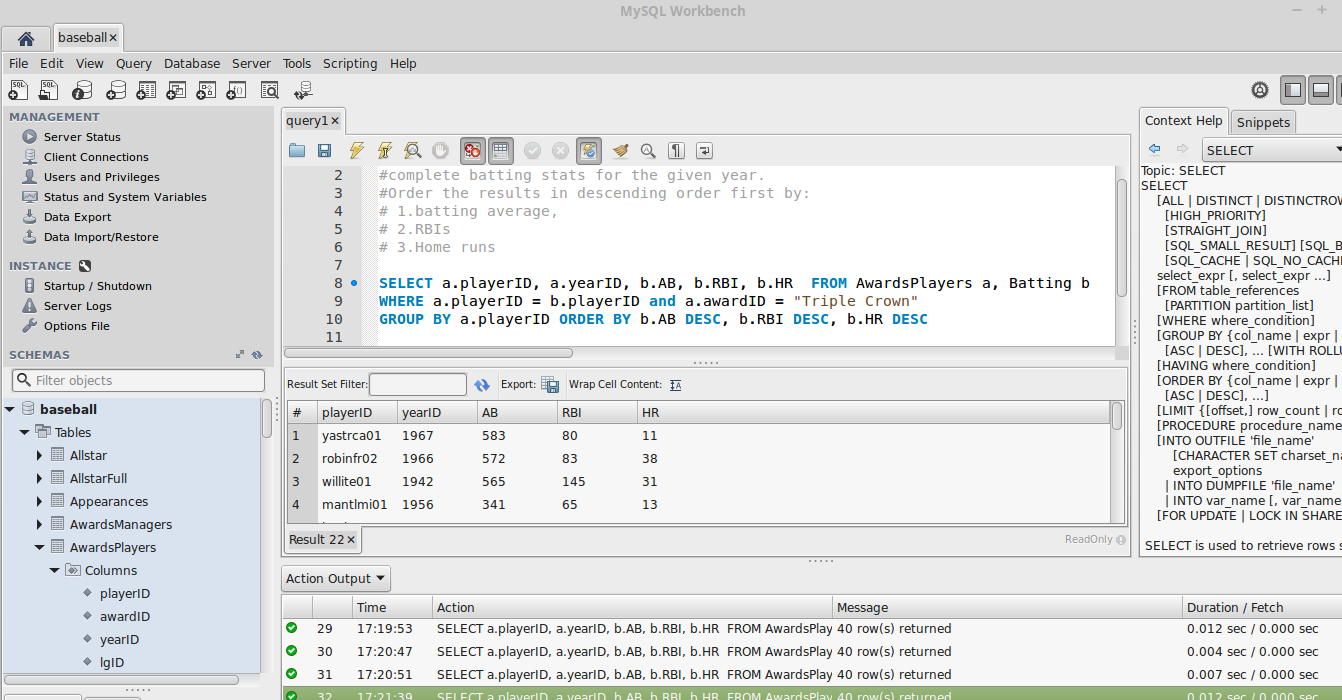 MySQL Workbench
baseball
File Edit View Query Database Server Tools Scripting Help
MANAGEMENT
Server Status
Client Connections
Users and Privileges
Status and System Variables
Data Export
Data Import/Restore
INSTANCE
Startup / Shutdown
Server Logs
Options File
SCHEMAS
Filter objects
baseball
Tables
Allstar
AllstarFull
Appearances
AwardsManagers
AwardsPlayers
Columns
playerID
awardID
yearID
lgID
query1
2 #complete batting stats for the given year.
3 #Order the results in descending order first by:
4 # 1.batting average,
5 # 2.RBIs
6 # 3.Home runs
7
8 SELECT a.playerID, a.yearID, b.AB, b.RBI, b.HR FROM AwardsPlayers a, Batting b
9 WHERE a.playerID = b.playerID and a.awardID = "Triple Crown"
10 GROUP BY a.playerID ORDER BY b.AB DESC, b.RBI DESC, b.HR DESC
11
Result Set Filter: Export: Wrap Cell Content:
# playerID yearID AB RBI HR
1 yastrca01 1967 583 80 11
2 robinfr02 1966 572 83 38
3 willite01 1942 565 145 31
4 mantlmi01 1956 341 65 13
Result 22
ReadOnly
Action Output
Time Action Message Duration / Fetch
29 17:19:53 SELECT a.playerID, a.yearID, b.AB, b.RBI, b.HR FROM AwardsPlay 40 row(s) returned 0.012 sec / 0.000 sec
30 17:20:47 SELECT a.playerID, a.yearID, b.AB, b.RBI, b.HR FROM AwardsPlay 40 row(s) returned 0.004 sec / 0.000 sec
31 17:20:51 SELECT a.playerID, a.yearID, b.AB, b.RBI, b.HR FROM AwardsPlay 40 row(s) returned 0.007 sec / 0.000 sec
32 17:21:39 SELECT a.playerID, a.yearID, b.AB, b.RBI, b.HR FROM AwardsPlay 40 row(s) returned 0.012 sec / 0.000 sec
Context Help Snippets
SELECT
Topic: SELECT
SELECT
[ALL | DISTINCT | DISTINCTROW
[HIGH_PRIORITY]
[STRAIGHT_JOIN]
[SQL_SMALL_RESULT] [SQL_B
[SQL_CACHE | SQL_NO_CACH
select_expr [, select_expr ...]
[FROM table_references
[PARTITION partition_list]
[WHERE where_condition]
[GROUP BY {col_name | expr |
[ASC | DESC], ... [WITH ROLLU
[HAVING where_condition]
[ORDER BY {col_name | expr |
[ASC | DESC], ...]
[LIMIT {[offset,] row_count | ro
[PROCEDURE procedure_name
[INTO OUTFILE 'file_name'
[CHARACTER SET charset_na
export_options
| INTO DUMPFILE 'file_name'
| INTO var_name [, var_name
[FOR UPDATE | LOCK IN SHARE
SELECT is used to retrieve rows s